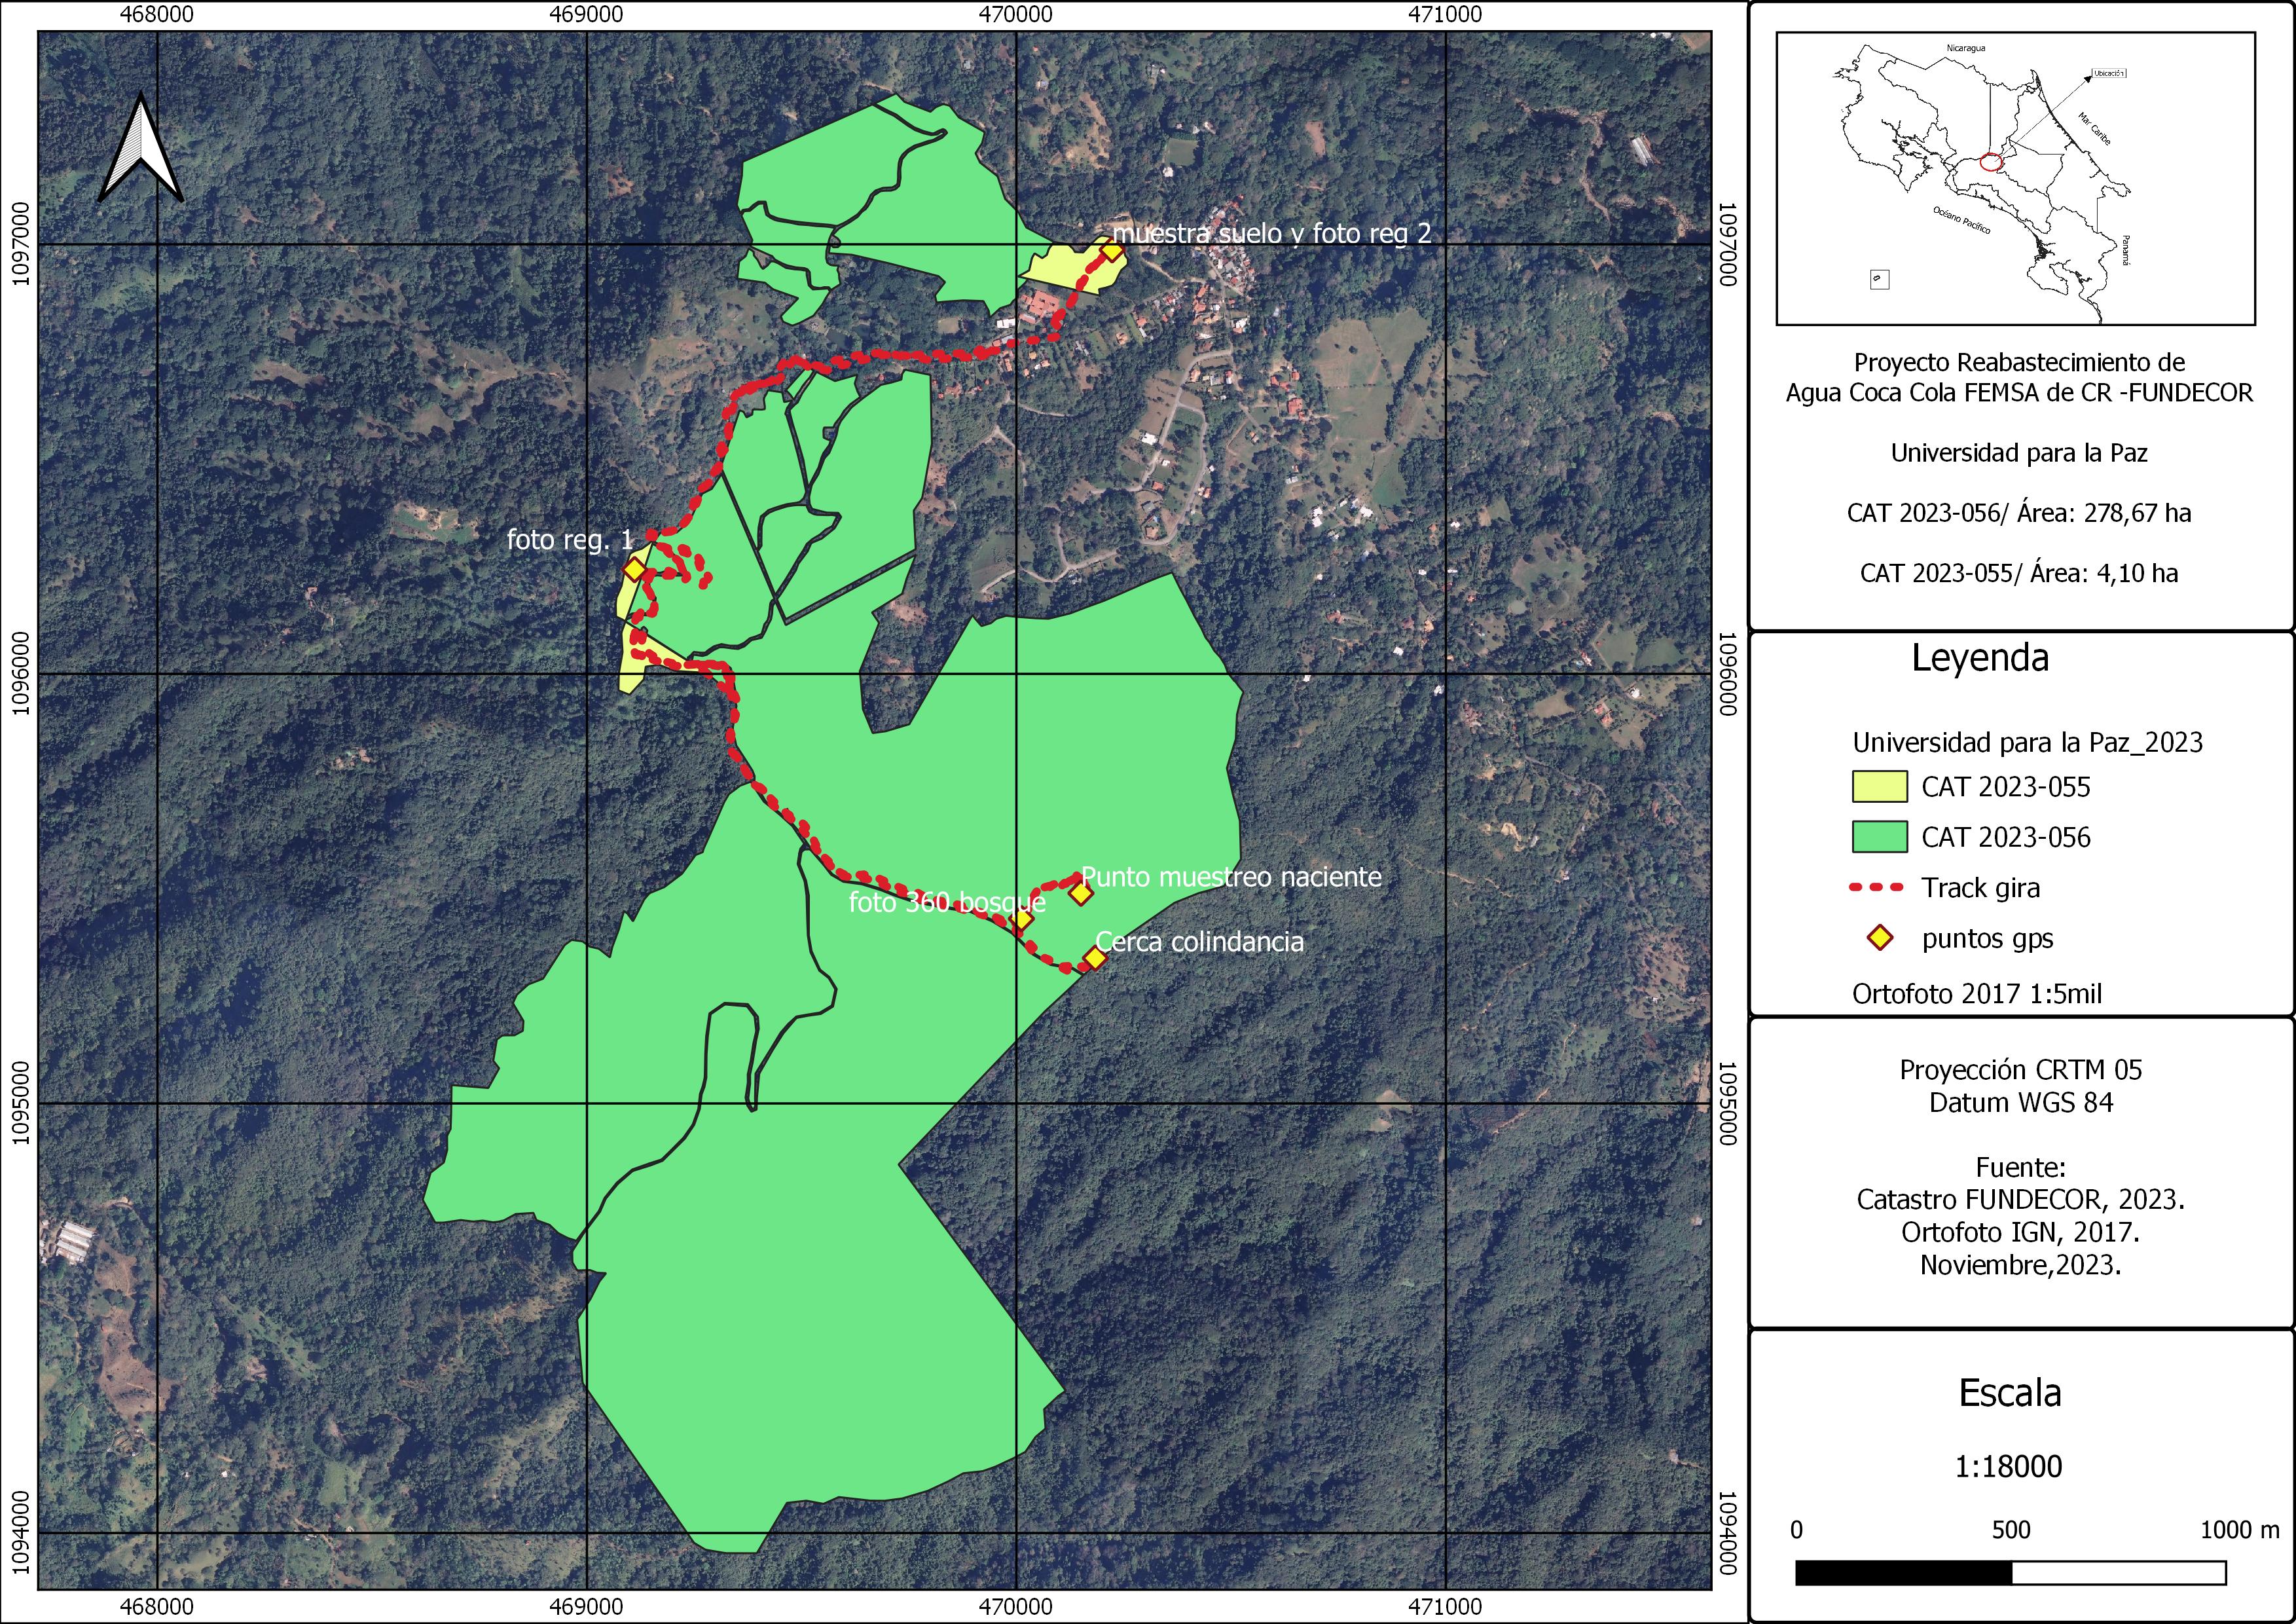 468000
469000
470000
471000
1097000
1096000
1095000
1094000
muestra suelo y foto reg 2
foto reg. 1
Punto muestreo naciente
foto 360 bosque
Cerca colindancia
1097000
1096000
1095000
1094000
468000
469000
470000
471000
Nicaragua
Ubicación
Mar Caribe
Océano Pacífico
Panamá
Proyecto Reabastecimiento de
Agua Coca Cola FEMSA de CR -FUNDECOR
Universidad para la Paz
CAT 2023-056/ Área: 278,67 ha
CAT 2023-055/ Área: 4,10 ha
Leyenda
Universidad para la Paz_2023
CAT 2023-055
CAT 2023-056
Track gira
puntos gps
Ortofoto 2017 1:5mil
Proyección CRTM 05
Datum WGS 84
Fuente:
Catastro FUNDECOR, 2023.
Ortofoto IGN, 2017.
Noviembre,2023.
Escala
1:18000
0 500 1000 m